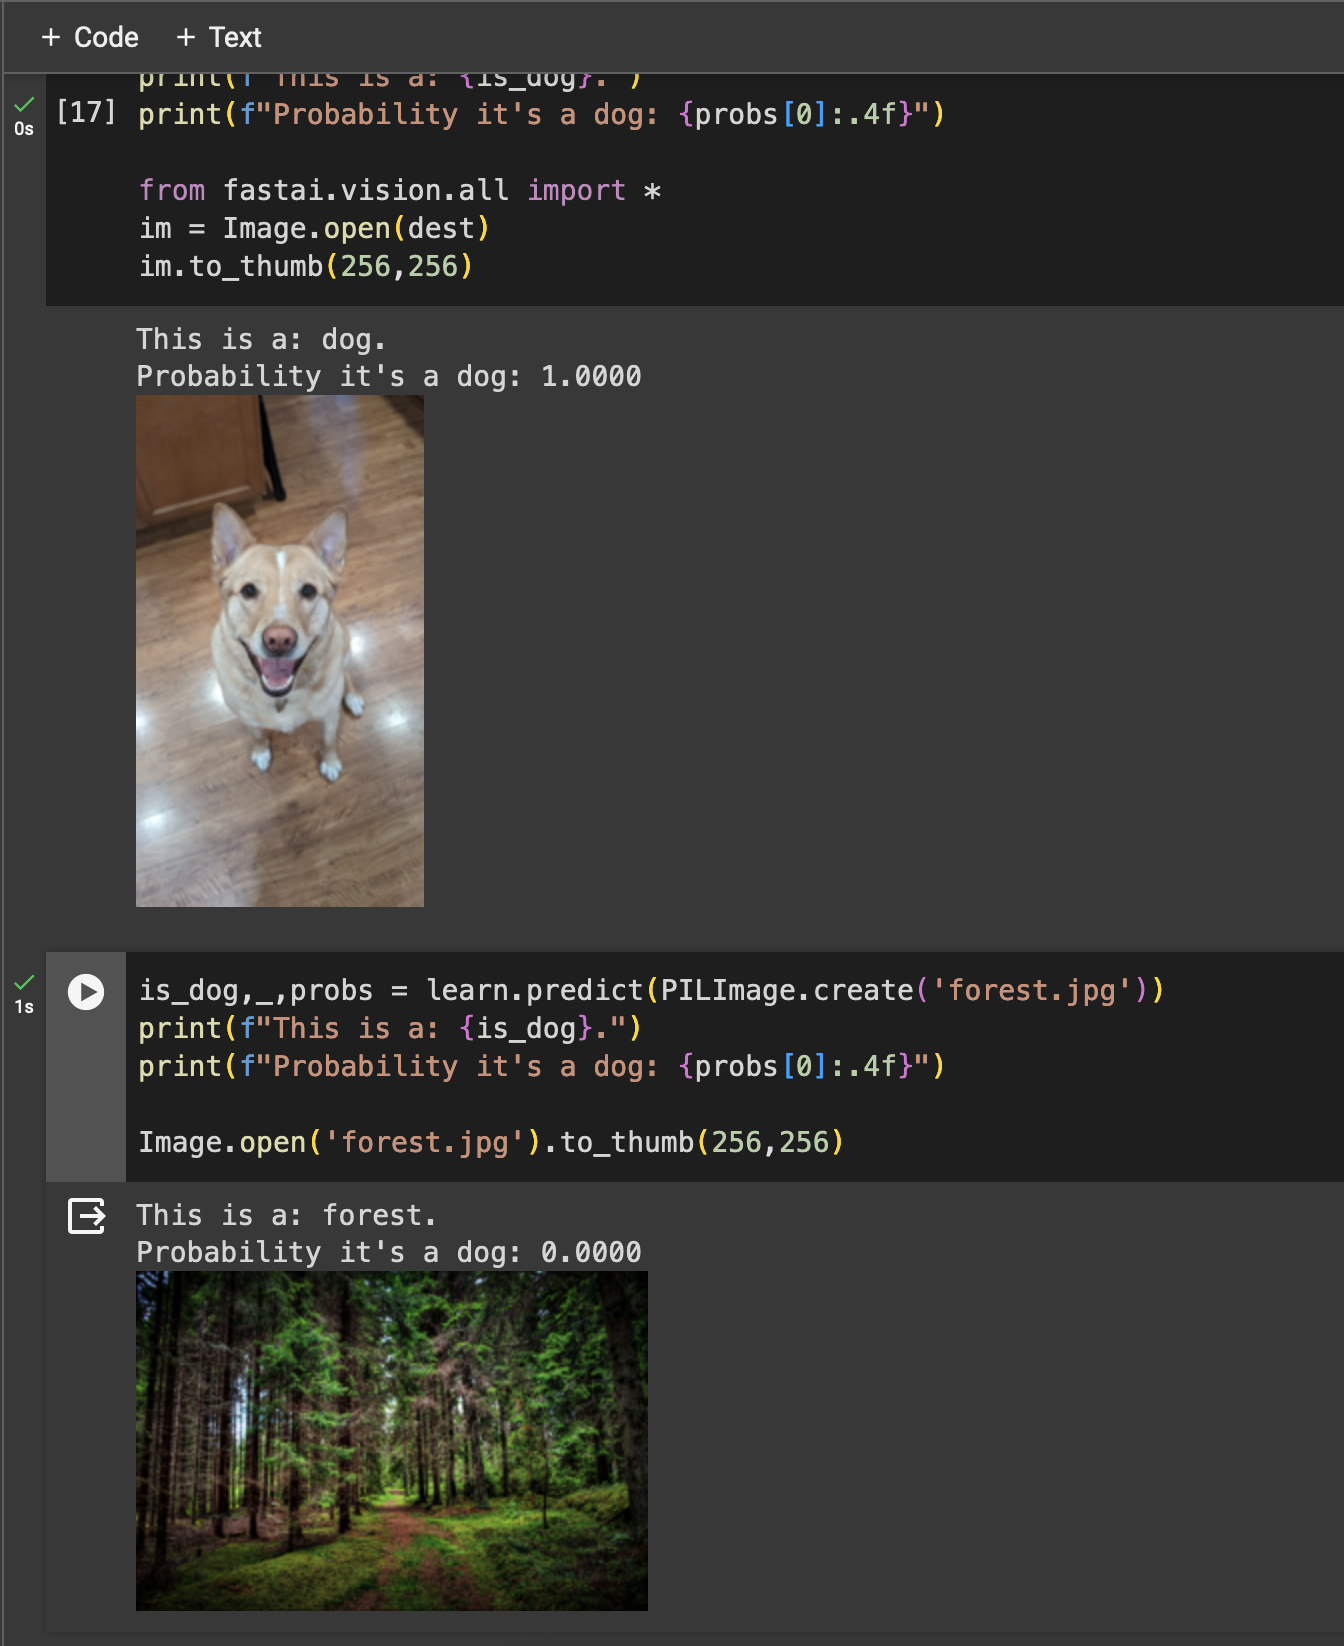 + Code + Text
print(f"This is a: {is_dog}.")
0s
[17] print(f"Probability it's a dog: {probs[0]:.4f}")
from fastai.vision.all import *
im = Image.open(dest)
im.to_thumb(256,256)
This is a: dog.
Probability it's a dog: 1.0000
1s
is_dog,_,probs = learn.predict(PILImage.create('forest.jpg'))
print(f"This is a: {is_dog}.")
print(f"Probability it's a dog: {probs[0]:.4f}")
Image.open('forest.jpg').to_thumb(256,256)
This is a: forest.
Probability it's a dog: 0.0000